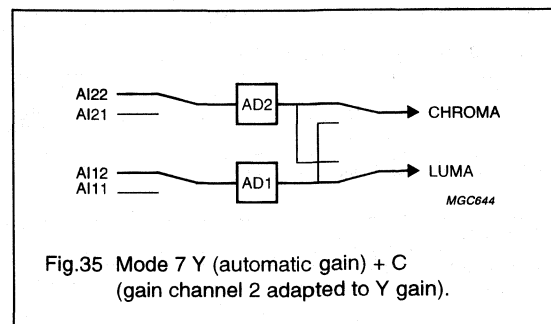 AI22
AI21
AD2
CHROMA
AI12
AI11
AD1
LUMA
MGC644
Fig.35 Mode 7 Y (automatic gain) + C
(gain channel 2 adapted to Y gain).